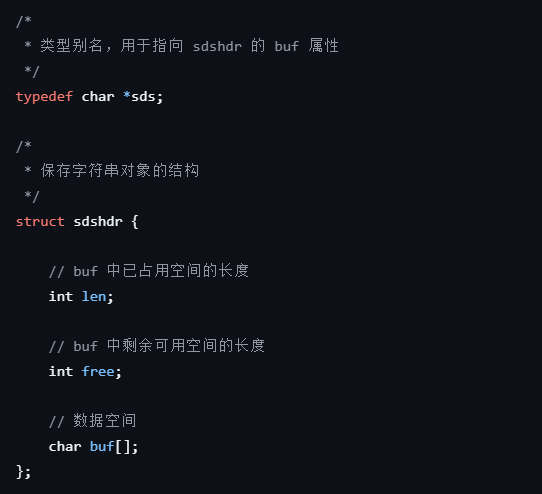 /*
 * 类型别名，用于指向 sdshdr 的 buf 属性
 */
typedef char *sds;
/*
 * 保存字符串对象的结构
 */
struct sdshdr {
    // buf 中已占用空间的长度
    int len;
    // buf 中剩余可用空间的长度
    int free;
    // 数据空间
    char buf[];
};